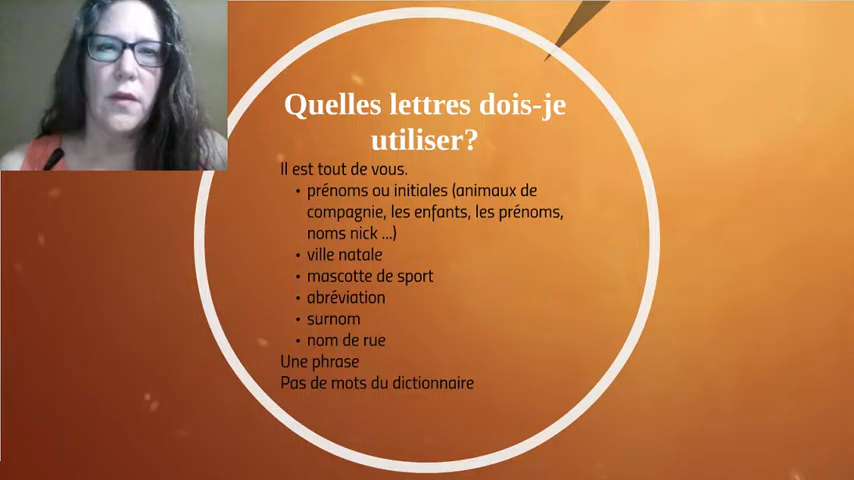 Quelles lettres dois-je
utiliser?
Il est tout de vous.
• prénoms ou initiales (animaux de
compagnie, les enfants, les prénoms,
noms nick ...)
• ville natale
• mascotte de sport
• abréviation
• surnom
• nom de rue
Une phrase
Pas de mots du dictionnaire